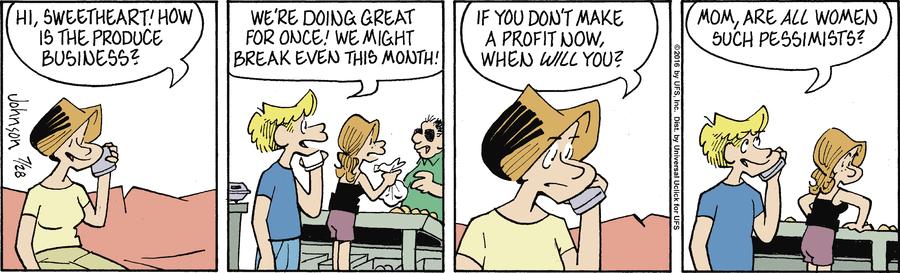 HI, SWEETHEART! HOW
IS THE PRODUCE
BUSINESS?
Johnson 7/28
WE'RE DOING GREAT
FOR ONCE! WE MIGHT
BREAK EVEN THIS MONTH!
IF YOU DON'T MAKE
A PROFIT NOW,
WHEN WILL YOU?
©2016 by UFS, Inc. Dist. by Universal Uclick for UFS
MOM, ARE ALL WOMEN
SUCH PESSIMISTS?